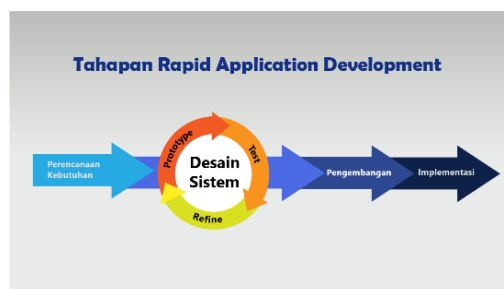 Tahapan Rapid Application Development
Perencanaan
Kebutuhan
Prototype
Test
Refine
Desain
Sistem
Pengembangan
Implementasi